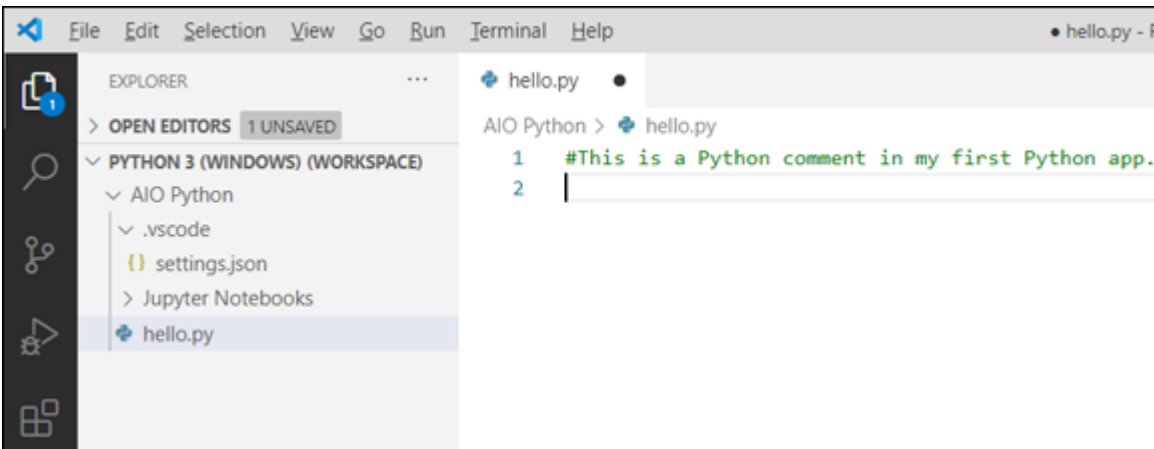 File Edit Selection View Go Run Terminal Help ● hello.py -
1
EXPLORER ...
> OPEN EDITORS 1 UNSAVED
PYTHON 3 (WINDOWS) (WORKSPACE)
AIO Python
.vscode
{} settings.json
> Jupyter Notebooks
hello.py
hello.py ●
AIO Python > hello.py
1 #This is a Python comment in my first Python app.
2